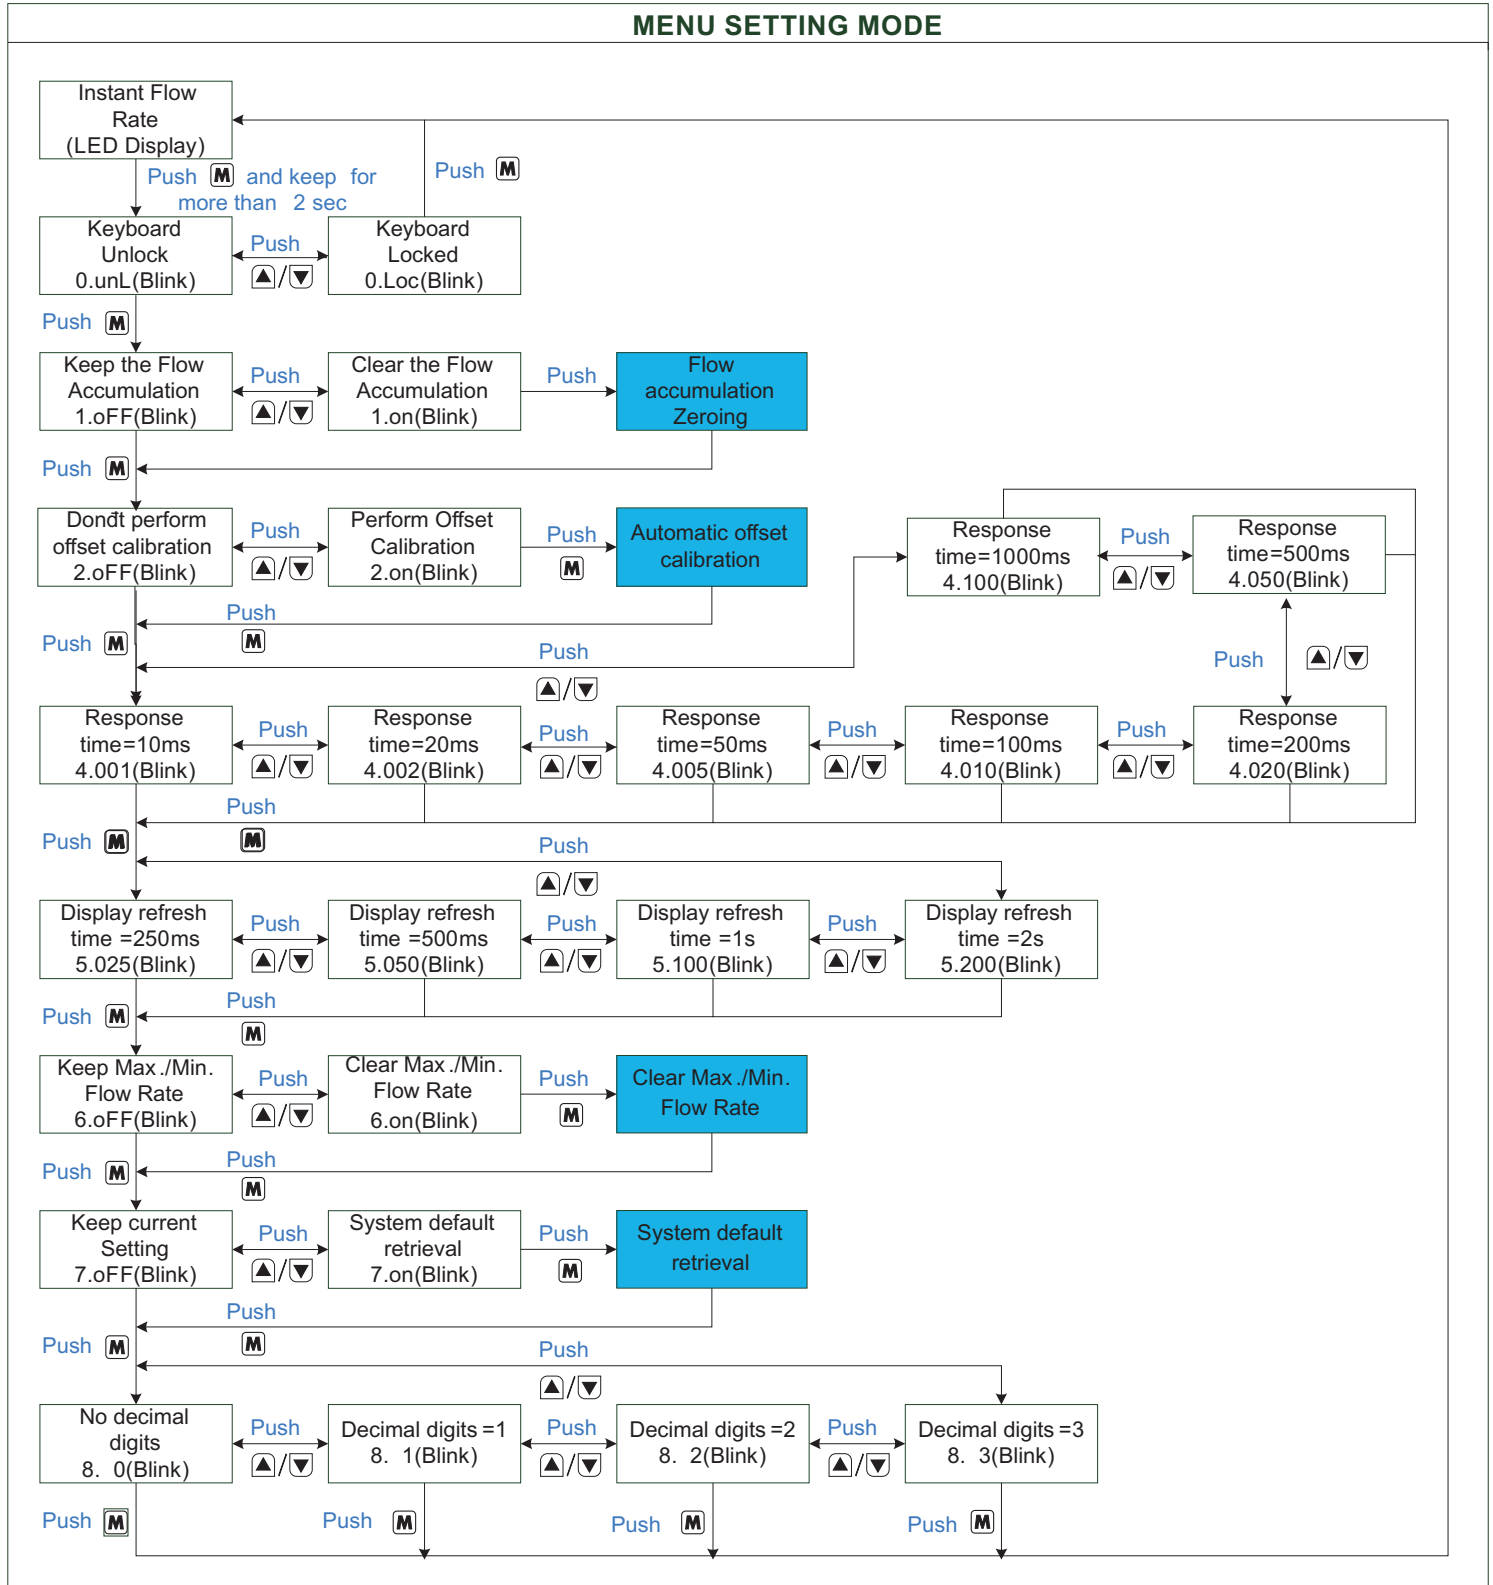 MENU SETTING MODE
Instant Flow
Rate
(LED Display)
Push M and keep for
more than 2 sec
Push M
Keyboard
Unlock
0.unL(Blink)
Push
▲/▼
Keyboard
Locked
0.Loc(Blink)
Push M
Keep the Flow
Accumulation
1.oFF(Blink)
Push
▲/▼
Clear the Flow
Accumulation
1.on(Blink)
Push
Flow
accumulation
Zeroing
Push M
Donđt perform
offset calibration
2.oFF(Blink)
Push
▲/▼
Perform Offset
Calibration
2.on(Blink)
Push
M
Automatic offset
calibration
Response
time=1000ms
4.100(Blink)
Push
▲/▼
Response
time=500ms
4.050(Blink)
Push M
Push
M
Push
▲/▼
Push ▲/▼
Response
time=10ms
4.001(Blink)
Push
▲/▼
Response
time=20ms
4.002(Blink)
Push
▲/▼
Response
time=50ms
4.005(Blink)
Push
▲/▼
Response
time=100ms
4.010(Blink)
Push
▲/▼
Response
time=200ms
4.020(Blink)
Push M
Push
M
Push
▲/▼
Display refresh
time =250ms
5.025(Blink)
Push
▲/▼
Display refresh
time =500ms
5.050(Blink)
Push
▲/▼
Display refresh
time =1s
5.100(Blink)
Push
▲/▼
Display refresh
time =2s
5.200(Blink)
Push M
Push
M
Keep Max./Min.
Flow Rate
6.oFF(Blink)
Push
▲/▼
Clear Max./Min.
Flow Rate
6.on(Blink)
Push
M
Clear Max./Min.
Flow Rate
Push M
Push
M
Keep current
Setting
7.oFF(Blink)
Push
▲/▼
System default
retrieval
7.on(Blink)
Push
M
System default
retrieval
Push M
Push
M
Push
▲/▼
No decimal
digits
8. 0(Blink)
Push
▲/▼
Decimal digits =1
8. 1(Blink)
Push
▲/▼
Decimal digits =2
8. 2(Blink)
Push
▲/▼
Decimal digits =3
8. 3(Blink)
Push M
Push M
Push M
Push M